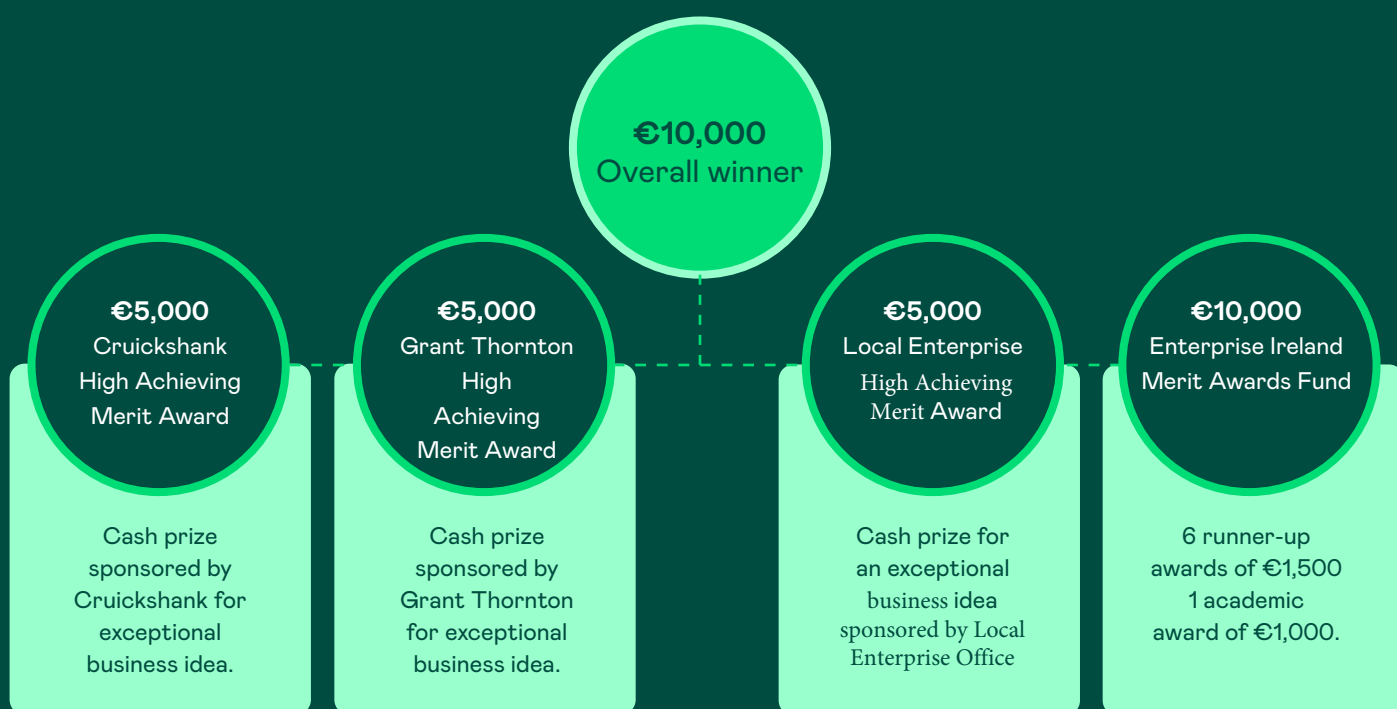 €10,000
Overall winner
€5,000
Cruickshank
High Achieving
Merit Award
Cash prize
sponsored by
Cruickshank for
exceptional
business idea.
€5,000
Grant Thornton
High
Achieving
Merit Award
Cash prize
sponsored by
Grant Thornton
for exceptional
business idea.
€5,000
Local Enterprise
High Achieving
Merit Award
Cash prize for
an exceptional
business idea
sponsored by Local
Enterprise Office
€10,000
Enterprise Ireland
Merit Awards Fund
6 runner-up
awards of €1,500
1 academic
award of €1,000.